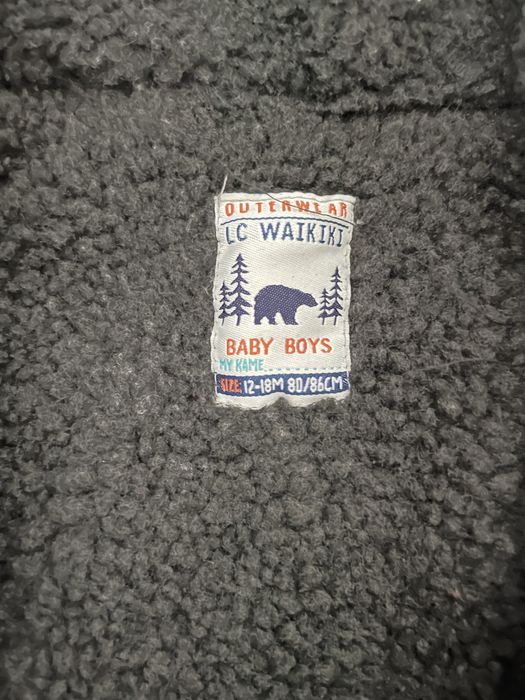 OUTERWEAR
LC WAIKIKI
BABY BOYS
MY NAME
SIZE: 12-18M 80/86CM